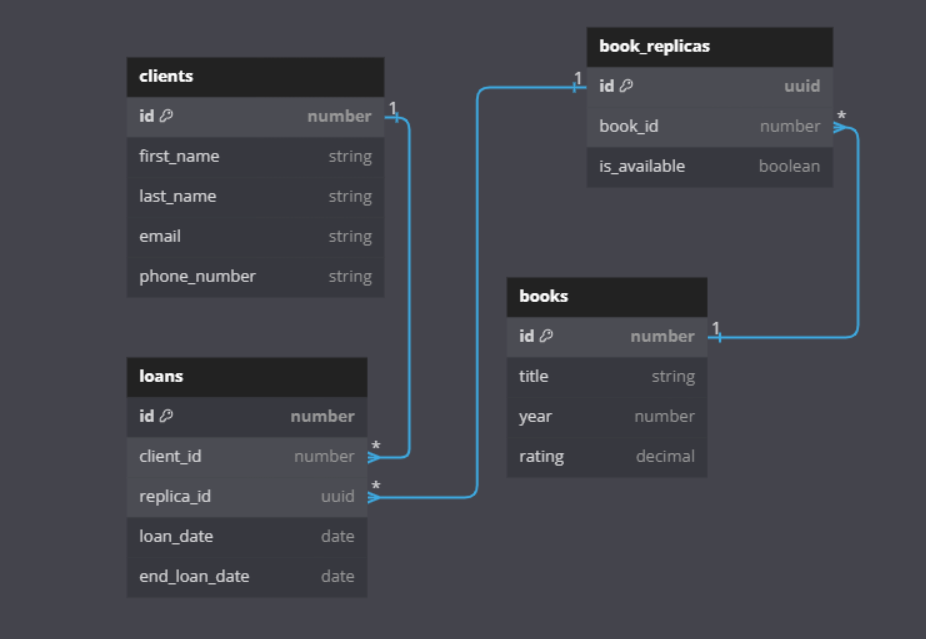 clients
id number
first_name string
last_name string
email string
phone_number string
1
loans
id number
client_id number
replica_id uuid
loan_date date
end_loan_date date
*
*
book_replicas
1
id uuid
book_id number
is_available boolean
*
books
id number
title string
year number
rating decimal
1